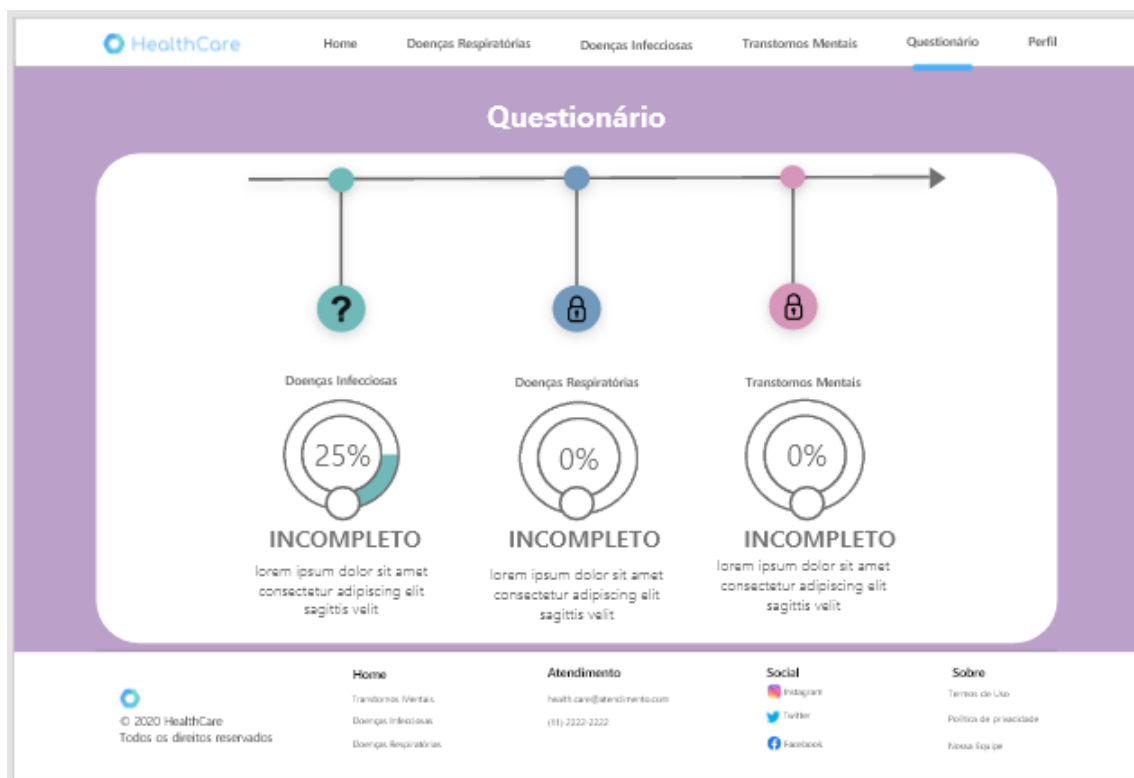 HealthCare
Home
Doenças Respiratórias
Doenças Infecciosas
Transtornos Mentais
Questionário
Perfil
Questionário
?
Doenças Infecciosas
Doenças Respiratórias
Transtornos Mentais
25%
0%
0%
INCOMPLETO
lorem ipsum dolor sit amet
consectetur adipiscing elit
sagittis velit
INCOMPLETO
lorem ipsum dolor sit amet
consectetur adipiscing elit
sagittis velit
INCOMPLETO
lorem ipsum dolor sit amet
consectetur adipiscing elit
sagittis velit
© 2020 HealthCare
Todos os direitos reservados
Home
Transtornos Mentais
Doenças Infecciosas
Doenças Respiratórias
Atendimento
health.care@atendimento.com
(11)-2222-2222
Social
Instagram
Twitter
Facebook
Sobre
Termos de Uso
Política de privacidade
Nossa Equipe